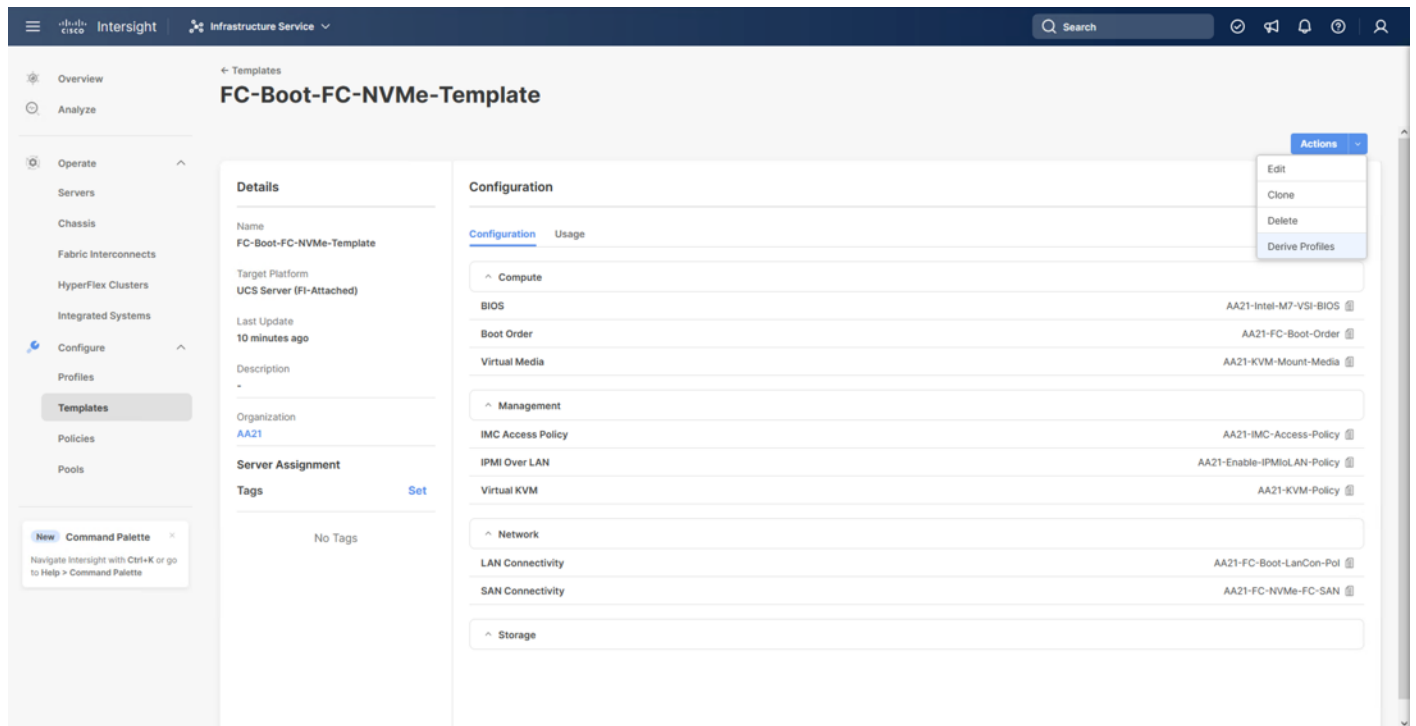 CISCO Intersight
Infrastructure Service
Search
Overview
Analyze
Operate
Servers
Chassis
Fabric Interconnects
HyperFlex Clusters
Integrated Systems
Configure
Profiles
Templates
Policies
Pools
New Command Palette
Navigate Intersight with Ctrl+K or go
to Help > Command Palette
← Templates
FC-Boot-FC-NVMe-Template
Actions
Edit
Clone
Delete
Derive Profiles
Details
Name
FC-Boot-FC-NVMe-Template
Target Platform
UCS Server (FI-Attached)
Last Update
10 minutes ago
Description
-
Organization
AA21
Server Assignment
Tags Set
No Tags
Configuration
Configuration Usage
Compute
BIOS AA21-Intel-M7-VSI-BIOS
Boot Order AA21-FC-Boot-Order
Virtual Media AA21-KVM-Mount-Media
Management
IMC Access Policy AA21-IMC-Access-Policy
IPMI Over LAN AA21-Enable-IPMIoLAN-Policy
Virtual KVM AA21-KVM-Policy
Network
LAN Connectivity AA21-FC-Boot-LanCon-Pol
SAN Connectivity AA21-FC-NVMe-FC-SAN
Storage